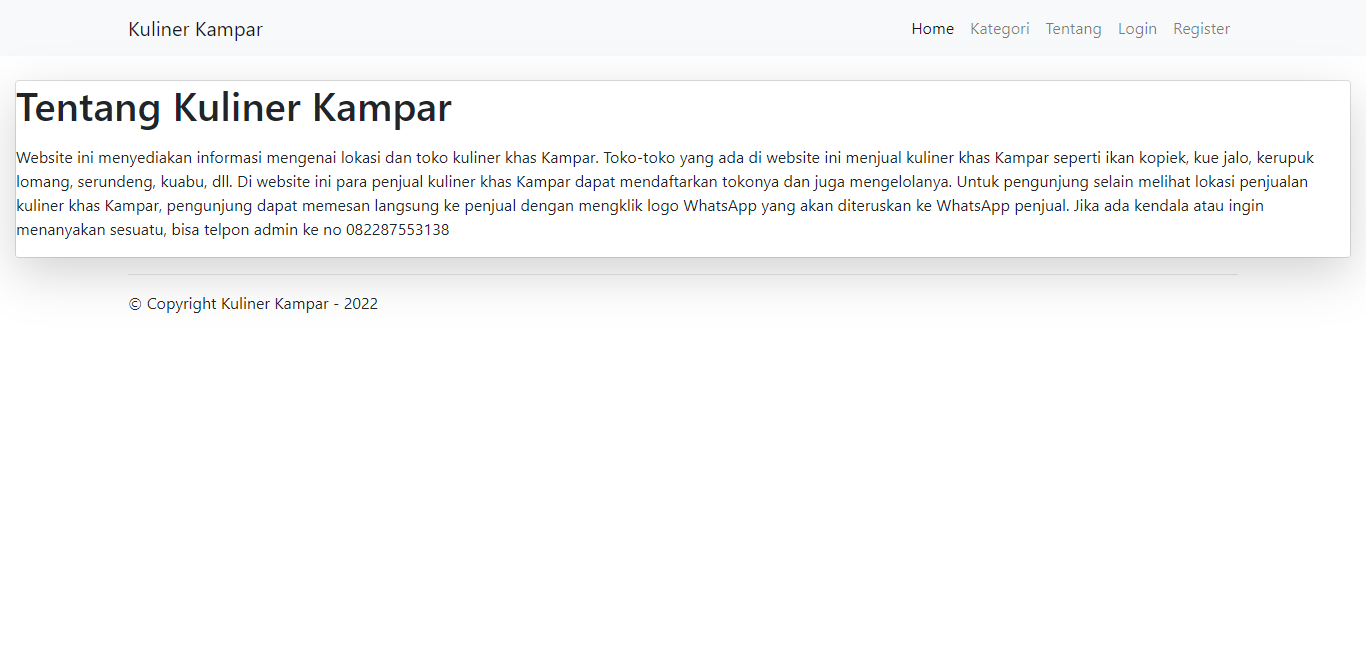 Kuliner Kampar
Home Kategori Tentang Login Register
Tentang Kuliner Kampar
Website ini menyediakan informasi mengenai lokasi dan toko kuliner khas Kampar. Toko-toko yang ada di website ini menjual kuliner khas Kampar seperti ikan kopiek, kue jalo, kerupuk
lomang, serundeng, kuabu, dll. Di website ini para penjual kuliner khas Kampar dapat mendaftarkan tokonya dan juga mengelolanya. Untuk pengunjung selain melihat lokasi penjualan
kuliner khas Kampar, pengunjung dapat memesan langsung ke penjual dengan mengklik logo WhatsApp yang akan diteruskan ke WhatsApp penjual. Jika ada kendala atau ingin
menanyakan sesuatu, bisa telpon admin ke no 082287553138
© Copyright Kuliner Kampar - 2022